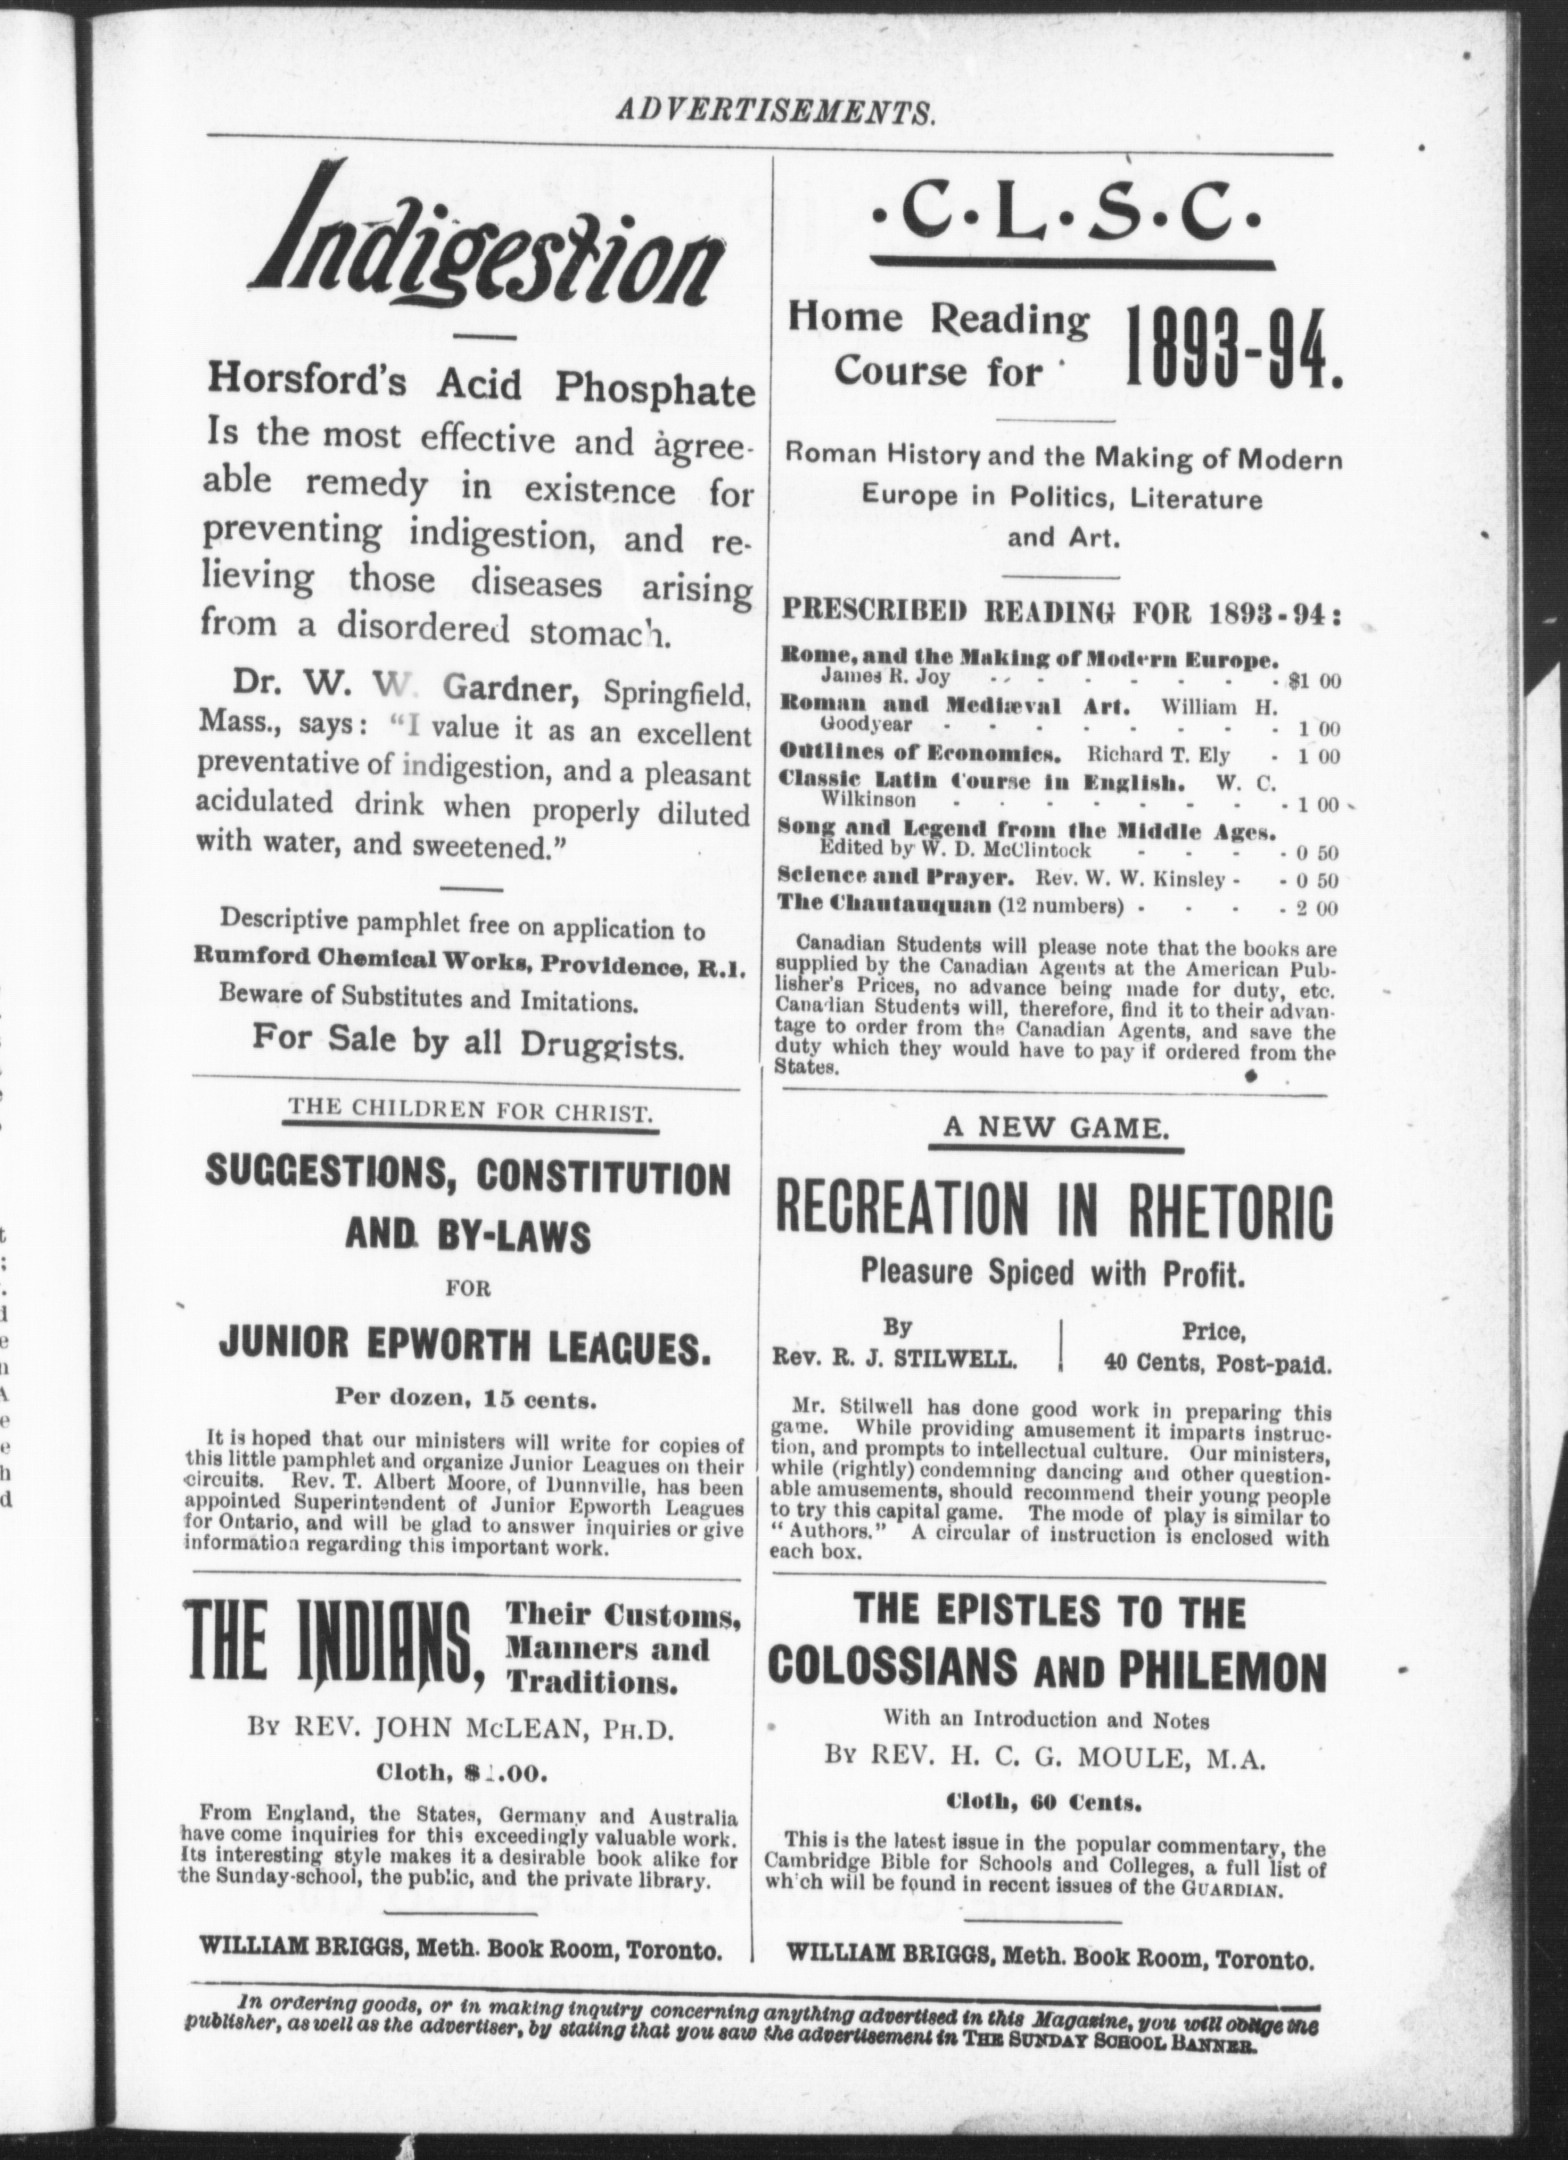 ADVERTISEMENTS.
Indigestion
Horsford's Acid Phosphate
Is the most effective and agree-
able remedy in existence for
preventing indigestion, and re-
lieving those diseases arising
from a disordered stomach.
Dr. W. W. Gardner, Springfield,
Mass., says: "I value it as an excellent
preventative of indigestion, and a pleasant
acidulated drink when properly diluted
with water, and sweetened."
Descriptive pamphlet free on application to
Rumford Chemical Works, Providence, R.I.
Beware of Substitutes and Imitations.
For Sale by all Druggists.
THE CHILDREN FOR CHRIST.
SUGGESTIONS, CONSTITUTION
AND BY-LAWS
FOR
JUNIOR EPWORTH LEAGUES.
Per dozen, 15 cents.
It is hoped that our ministers will write for copies of
this little pamphlet and organize Junior Leagues on their
circuits. Rev. T. Albert Moore, of Dunnville, has been
appointed Superintendent of Junior Epworth Leagues
for Ontario, and will be glad to answer inquiries or give
information regarding this important work.
THE INDIANS,
Their Customs,
Manners and
Traditions.
BY REV. JOHN McLEAN, PH.D.
Cloth, $1.00.
From England, the States, Germany and Australia
have come inquiries for this exceedingly valuable work.
Its interesting style makes it a desirable book alike for
the Sunday-school, the public, and the private library.
WILLIAM BRIGGS, Meth. Book Room, Toronto.
·C·L·S·C·
Home Reading
Course for
1893-94.
Roman History and the Making of Modern
Europe in Politics, Literature
and Art.
PRESCRIBED READING FOR 1893-94:
Rome, and the Making of Modern Europe.
James R. Joy - - - - - - - $1 00
Roman and Mediæval Art. William H.
Goodyear - - - - - - - - 1 00
Outlines of Economics. Richard T. Ely - 1 00
Classic Latin Course in English. W. C.
Wilkinson - - - - - - - - 1 00
Song and Legend from the Middle Ages.
Edited by W. D. McClintock - - - - 0 50
Science and Prayer. Rev. W. W. Kinsley - - 0 50
The Chautauquan (12 numbers) - - - - 2 00
Canadian Students will please note that the books are
supplied by the Canadian Agents at the American Pub-
lisher's Prices, no advance being made for duty, etc.
Canadian Students will, therefore, find it to their advan-
tage to order from the Canadian Agents, and save the
duty which they would have to pay if ordered from the
States.
A NEW GAME.
RECREATION IN RHETORIC
Pleasure Spiced with Profit.
By
Rev. R. J. STILWELL.
Price,
40 Cents, Post-paid.
Mr. Stilwell has done good work in preparing this
game. While providing amusement it imparts instruc-
tion, and prompts to intellectual culture. Our ministers,
while (rightly) condemning dancing and other question-
able amusements, should recommend their young people
to try this capital game. The mode of play is similar to
"Authors." A circular of instruction is enclosed with
each box.
THE EPISTLES TO THE
COLOSSIANS AND PHILEMON
With an Introduction and Notes
BY REV. H. C. G. MOULE, M.A.
Cloth, 60 Cents.
This is the latest issue in the popular commentary, the
Cambridge Bible for Schools and Colleges, a full list of
which will be found in recent issues of the GUARDIAN.
WILLIAM BRIGGS, Meth. Book Room, Toronto.
In ordering goods, or in making inquiry concerning anything advertised in this Magazine, you will oblige the
publisher, as well as the advertiser, by stating that you saw the advertisement in THE SUNDAY SCHOOL BANNER.